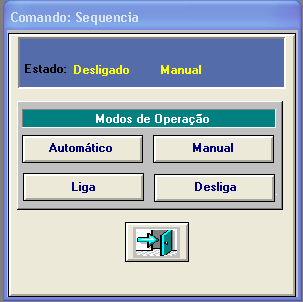 Comando: Sequencia
Estado: Desligado Manual
Modos de Operação
Automático Manual
Liga Desliga